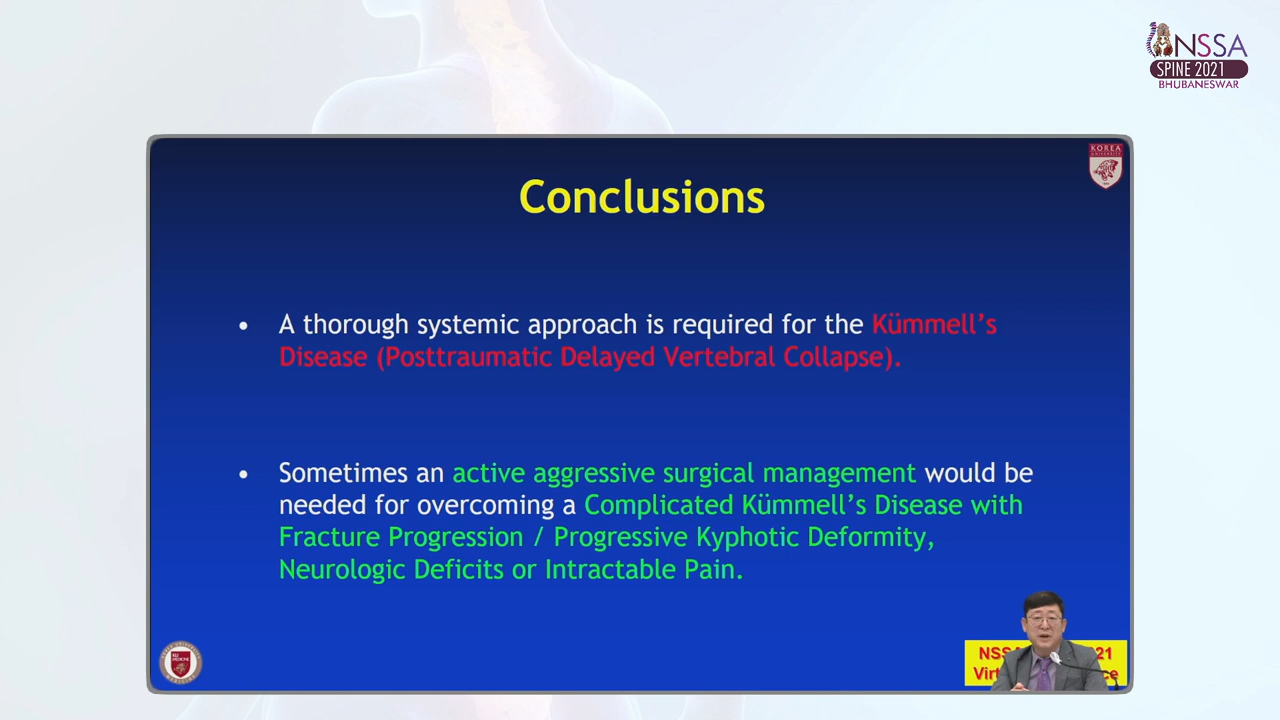 NSSA
SPINE 2021
BHUBANESWAR
KOREA
Conclusions
• A thorough systemic approach is required for the Kümmell’s
Disease (Posttraumatic Delayed Vertebral Collapse).
• Sometimes an active aggressive surgical management would be
needed for overcoming a Complicated Kümmell’s Disease with
Fracture Progression / Progressive Kyphotic Deformity,
Neurologic Deficits or Intractable Pain.